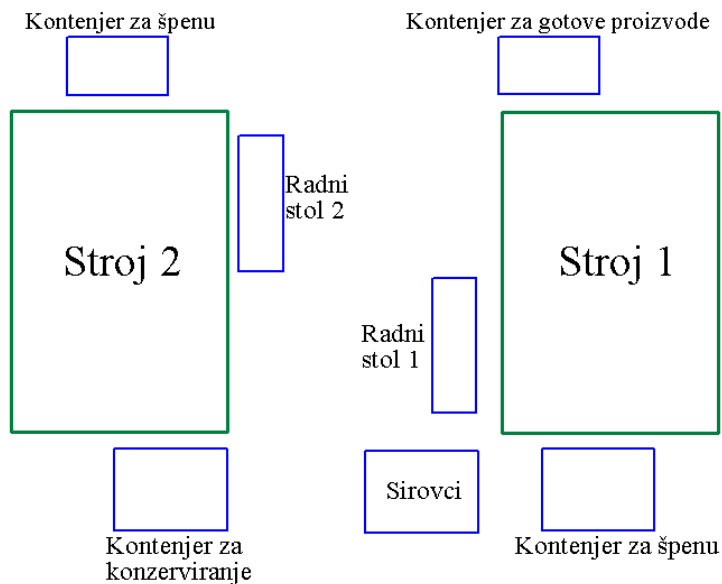 Kontenjer za špenu
Kontenjer za gotove proizvode
Radni
stol 2
Stroj 2
Stroj 1
Radni
stol 1
Sirovci
Kontenjer za
konzerviranje
Kontenjer za špenu